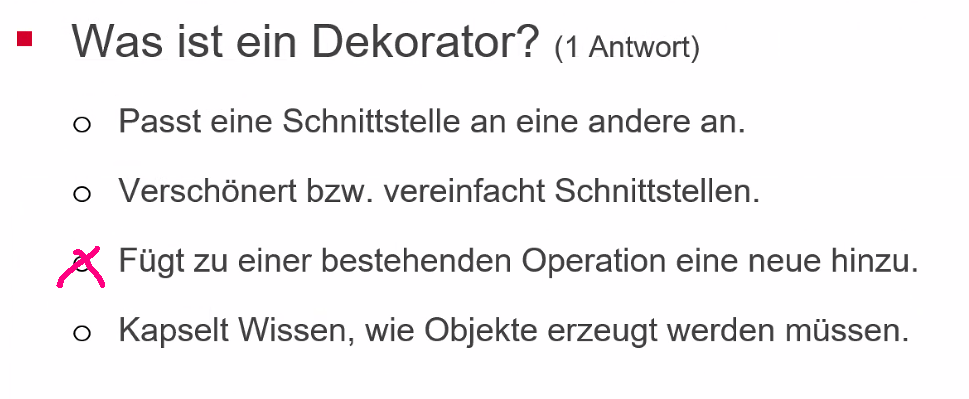 Was ist ein Dekorator? (1 Antwort)
Passt eine Schnittstelle an eine andere an.
Verschönert bzw. vereinfacht Schnittstellen.
Fügt zu einer bestehenden Operation eine neue hinzu.
Kapselt Wissen, wie Objekte erzeugt werden müssen.